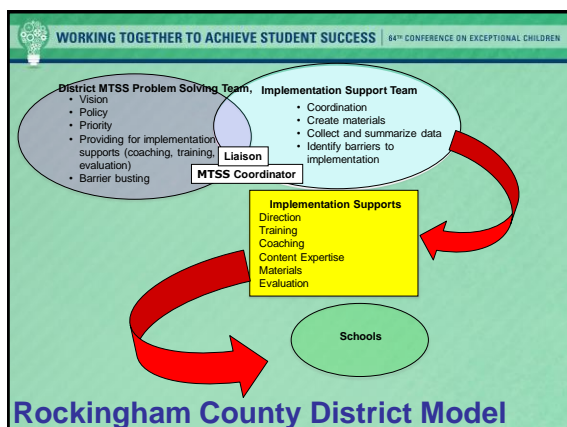 WORKING TOGETHER TO ACHIEVE STUDENT SUCCESS | 64TH CONFERENCE ON EXCEPTIONAL CHILDREN
District MTSS Problem Solving Team,
• Vision
• Policy
• Priority
• Providing for implementation
supports (coaching, training,
evaluation)
• Barrier busting
Implementation Support Team
• Coordination
• Create materials
• Collect and summarize data
• Identify barriers to
implementation
Liaison
MTSS Coordinator
Implementation Supports
Direction
Training
Coaching
Content Expertise
Materials
Evaluation
Schools
Rockingham County District Model